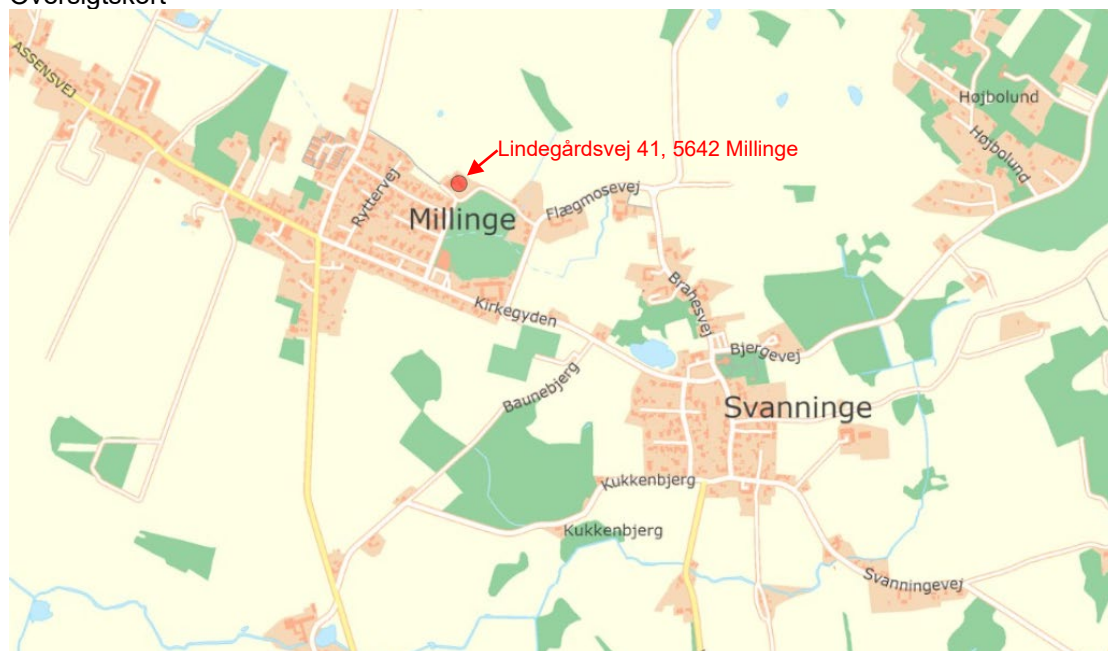 Oversigtskort
ASSENSVEJ
Højbolund
Højbolund
Lindegårdsvej 41, 5642 Millinge
Ryttervej
Millinge
Flægmosevej
Brahesvej
Kirkegyden
Bjergevej
Baunebjerg
Svanninge
Kukkenbjerg
Kukkenbjerg
Svanningevej